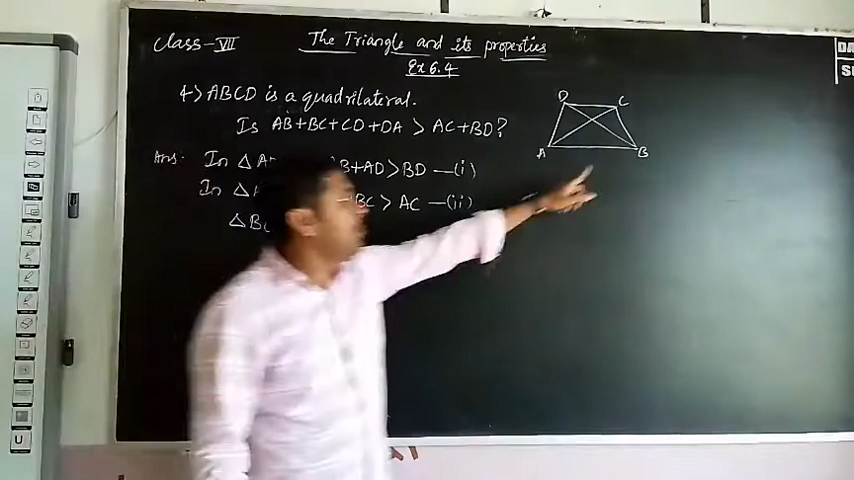 Class-VII
The Triangle and its properties
Ex 6.4
4> ABCD is a quadrilateral.
Is AB+BC+CD+DA > AC+BD?
Ans: In △A B+AD>BD —(i)
In △ BC > AC —(ii)
△BC
D C
A B